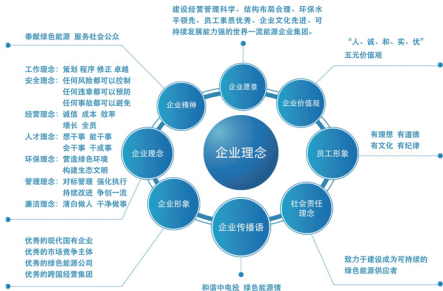 建设经营管理科学、结构布局合理、环保水
平领先、员工素质优秀、企业文化先进、可
持续发展能力强的世界一流能源企业集团。
奉献绿色能源 服务社会公众
“人、诚、和、实、优”
五元价值观
工作理念：策划 程序 修正 卓越
安全理念：任何风险都可以控制
任何违章都可以预防
任何事故都可以避免
经营理念：诚信 成本 效率
增长 全员
人才理念：想干事 能干事
会干事 干成事
环保理念：营造绿色环境
构建生态文明
管理理念：对标管理 强化执行
持续改进 争创一流
廉洁理念：清白做人 干净做事
企业愿景
企业精神
企业价值观
企业理念
企业理念
员工形象
有理想 有道德
有文化 有纪律
企业形象
社会责任
理念
企业传播语
优秀的现代国有企业
优秀的市场竞争主体
优秀的绿色能源公司
优秀的跨国经营集团
致力于建设成为可持续的
绿色能源供应者
和谐中电投 绿色能源情